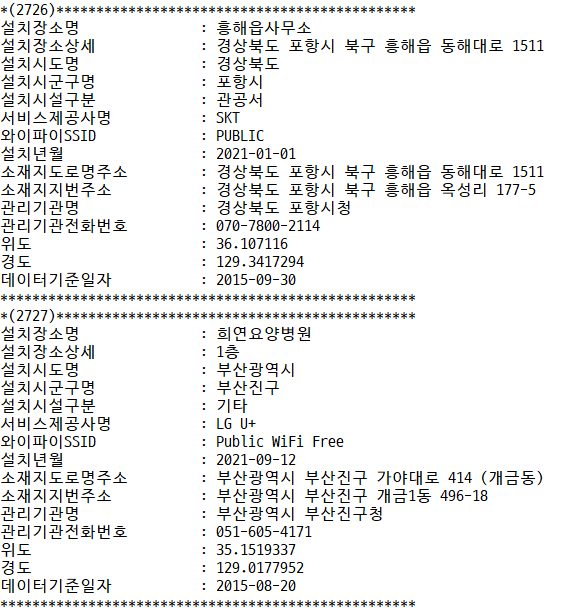 *(2726)*********************************************
설치장소명 : 흥해읍사무소
설치장소상세 : 경상북도 포항시 북구 흥해읍 동해대로 1511
설치시도명 : 경상북도
설치시군구명 : 포항시
설치시설구분 : 관공서
서비스제공사명 : SKT
와이파이SSID : PUBLIC
설치년월 : 2021-01-01
소재지도로명주소 : 경상북도 포항시 북구 흥해읍 동해대로 1511
소재지지번주소 : 경상북도 포항시 북구 흥해읍 옥성리 177-5
관리기관명 : 경상북도 포항시청
관리기관전화번호 : 070-7800-2114
위도 : 36.107116
경도 : 129.3417294
데이터기준일자 : 2015-09-30
****************************************************
*(2727)*********************************************
설치장소명 : 희연요양병원
설치장소상세 : 1층
설치시도명 : 부산광역시
설치시군구명 : 부산진구
설치시설구분 : 기타
서비스제공사명 : LG U+
와이파이SSID : Public WiFi Free
설치년월 : 2021-09-12
소재지도로명주소 : 부산광역시 부산진구 가야대로 414 (개금동)
소재지지번주소 : 부산광역시 부산진구 개금1동 496-18
관리기관명 : 부산광역시 부산진구청
관리기관전화번호 : 051-605-4171
위도 : 35.1519337
경도 : 129.0177952
데이터기준일자 : 2015-08-20
****************************************************